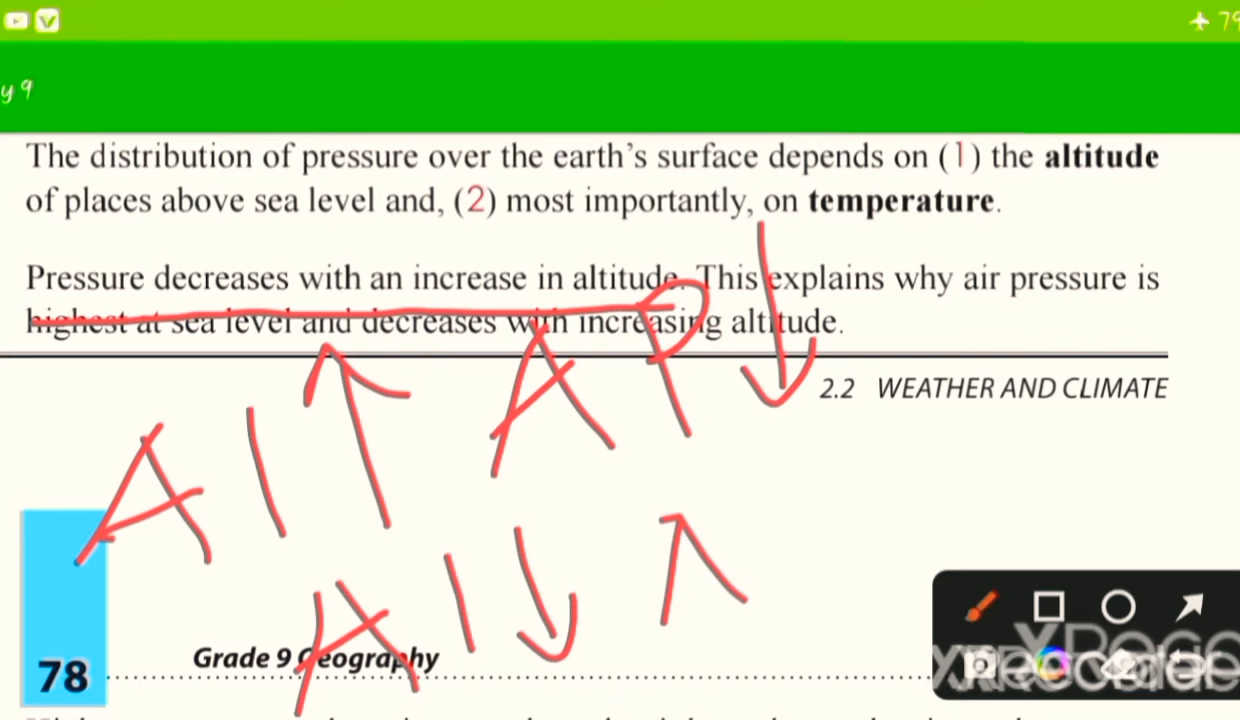 79
y 9
The distribution of pressure over the earth's surface depends on (1) the altitude
of places above sea level and, (2) most importantly, on temperature.
Pressure decreases with an increase in altitude. This explains why air pressure is
highest at sea level and decreases with increasing altitude.
2.2 WEATHER AND CLIMATE
Al↑ AP↓
Al↓
Grade 9 Geography
78